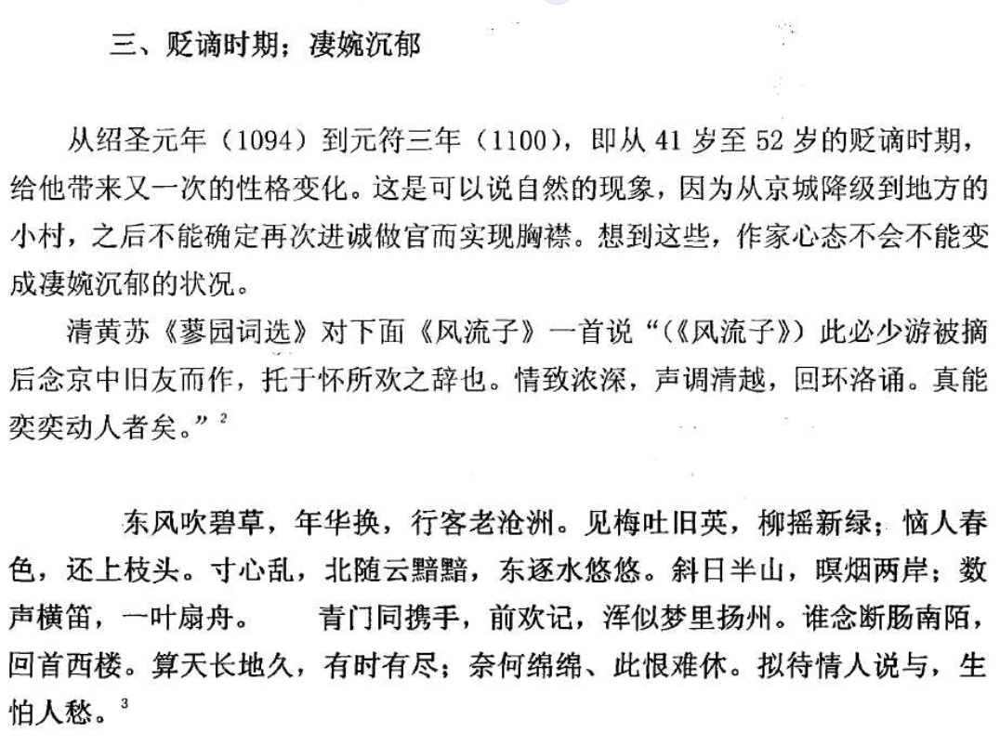 三、贬谪时期；凄婉沉郁
从绍圣元年（1094）到元符三年（1100），即从 41 岁至 52 岁的贬谪时期，
给他带来又一次的性格变化。这是可以说自然的现象，因为从京城降级到地方的
小村，之后不能确定再次进诚做官而实现胸襟。想到这些，作家心态不会不能变
成凄婉沉郁的状况。
清黄苏《蓼园词选》对下面《风流子》一首说“（《风流子》）此必少游被摘
后念京中旧友而作，托于怀所欢之辞也。情致浓深，声调清越，回环洛诵。真能
奕奕动人者矣。”2
东风吹碧草，年华换，行客老沧洲。见梅吐旧英，柳摇新绿；恼人春
色，还上枝头。寸心乱，北随云黯黯，东逐水悠悠。斜日半山，暝烟两岸；数
声横笛，一叶扁舟。 青门同携手，前欢记，浑似梦里扬州。谁念断肠南陌，
回首西楼。算天长地久，有时有尽；奈何绵绵、此恨难休。拟待情人说与，生
怕人愁。3